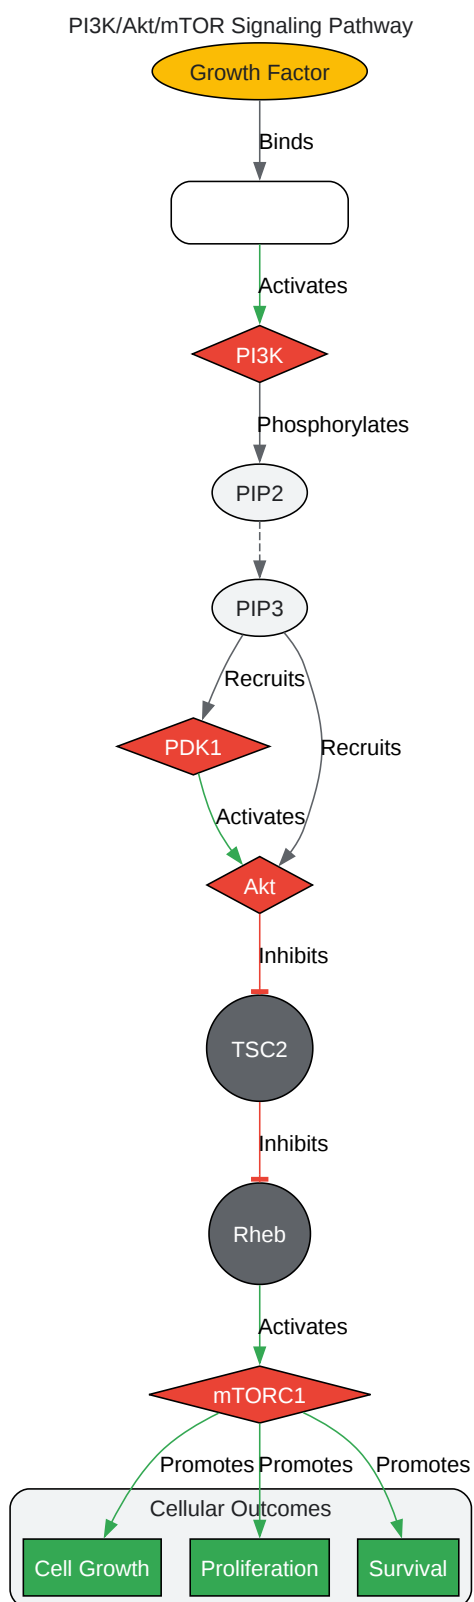 PI3K/Akt/mTOR Signaling Pathway
Growth Factor
Binds
Activates
PI3K
Phosphorylates
PIP2
PIP3
Recruits
PDK1
Recruits
Activates
Akt
Inhibits
TSC2
Inhibits
Rheb
Activates
mTORC1
Promotes
Promotes
Promotes
Cellular Outcomes
Cell Growth
Proliferation
Survival